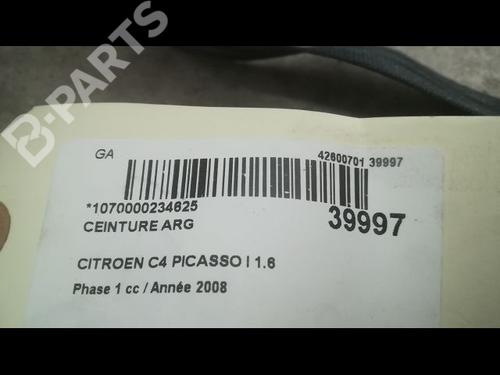 B-PARTS
GA
42600701 39997
*1070000234625
39997
CEINTURE ARG
CITROEN C4 PICASSO I 1.6
Phase 1 cc / Année 2008